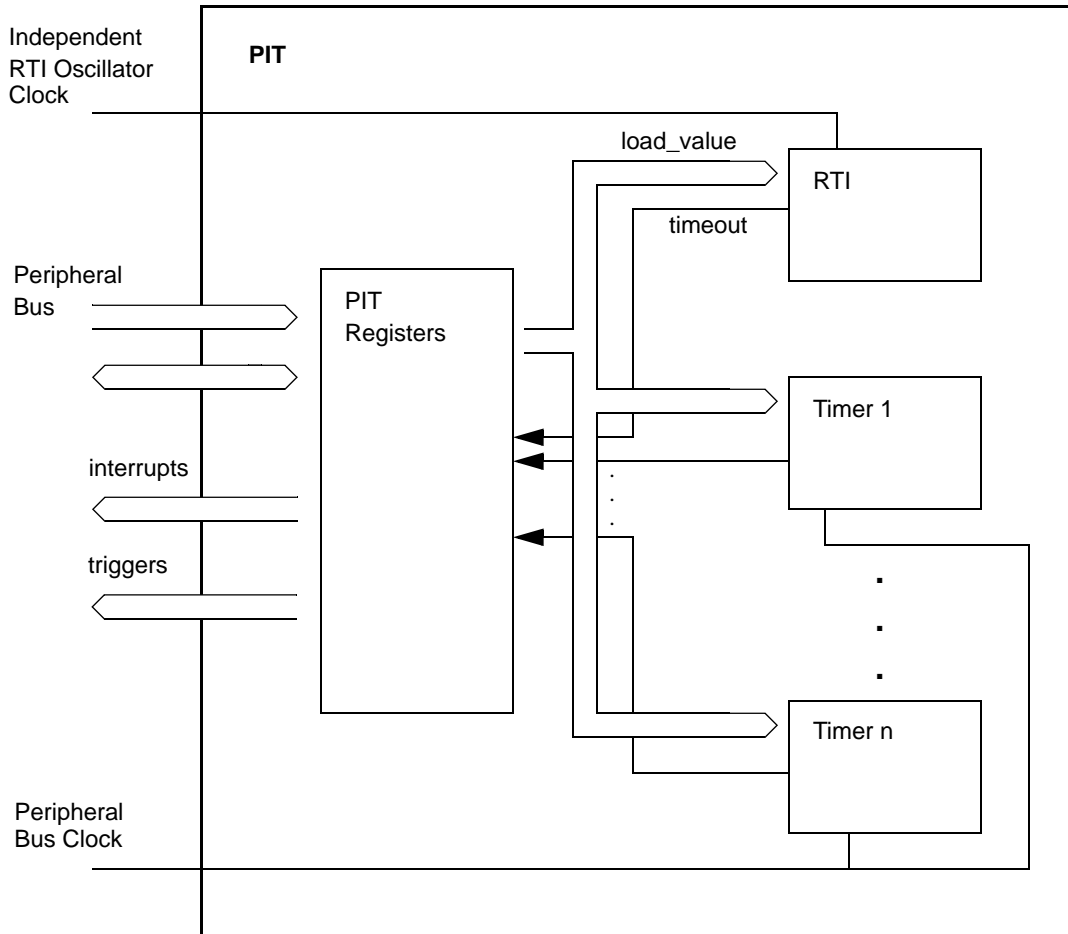 Independent
RTI Oscillator
Clock
PIT
load_value
RTI
timeout
Peripheral
Bus
PIT
Registers
Timer 1
interrupts
triggers
Timer n
Peripheral
Bus Clock